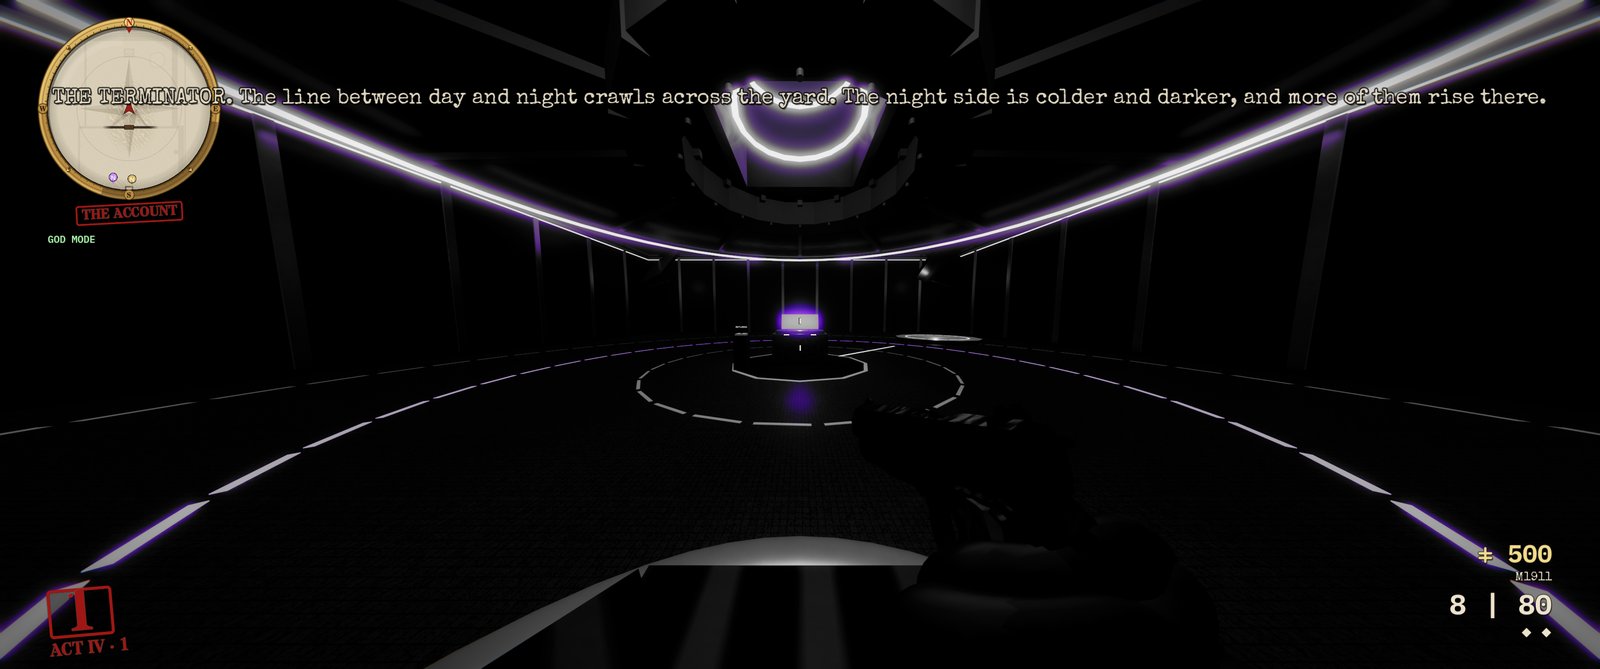 N
THE TERMINATOR. The line between day and night crawls across the yard. The night side is colder and darker, and more of them rise there.
W
E
S
THE ACCOUNT
GOD MODE
ǂ 500
M1911
8 | 80
1
ACT IV · 1